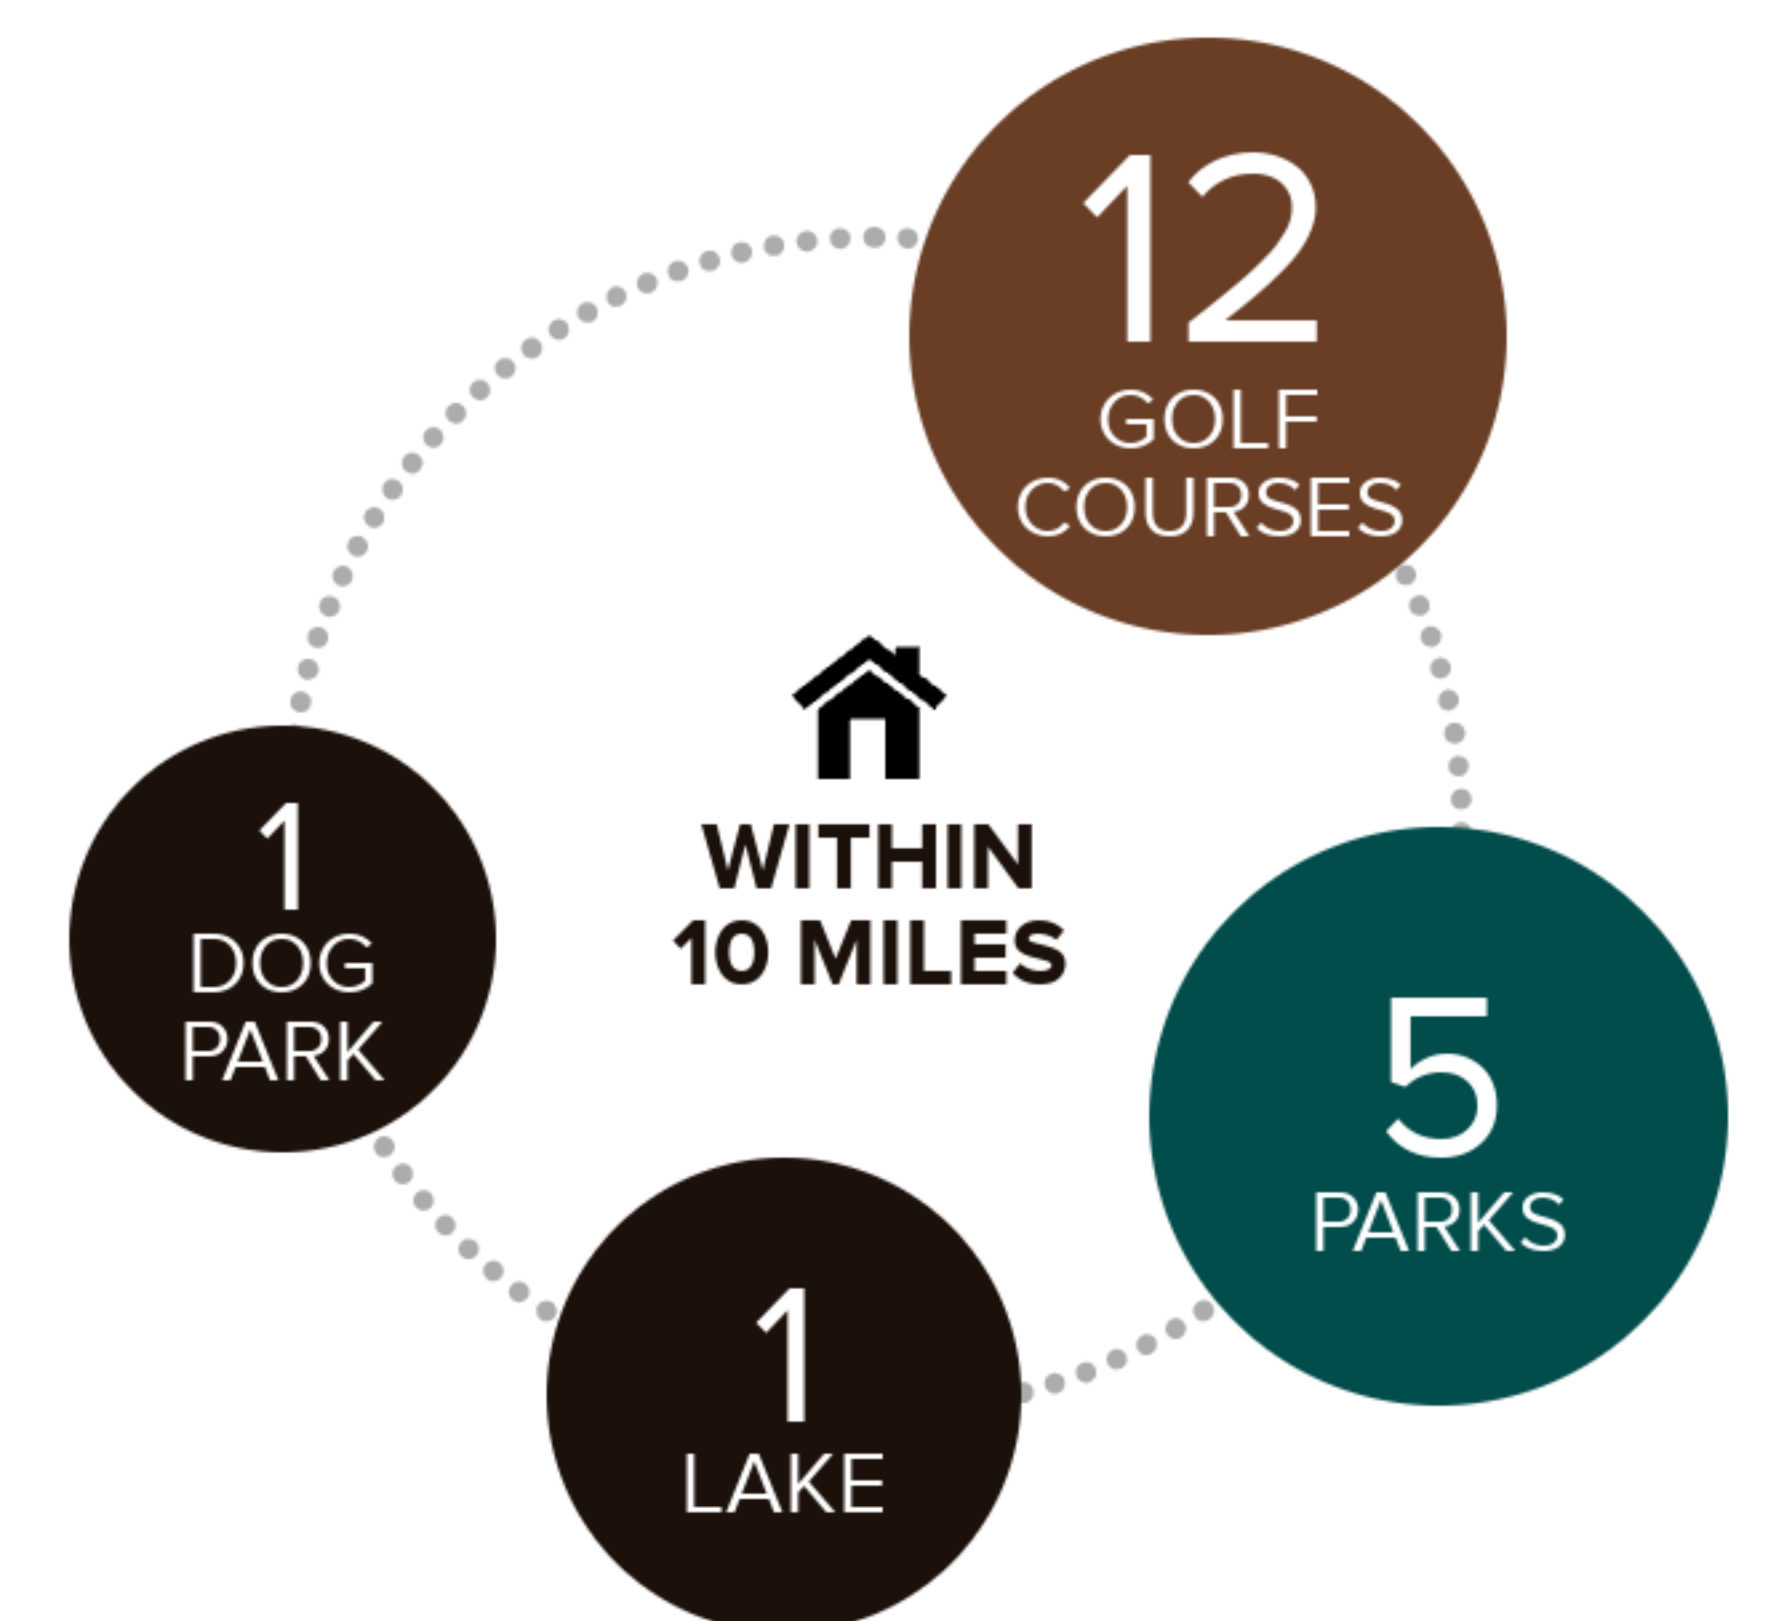 12
GOLF
COURSES
WITHIN
10 MILES
1
DOG
PARK
5
PARKS
1
LAKE